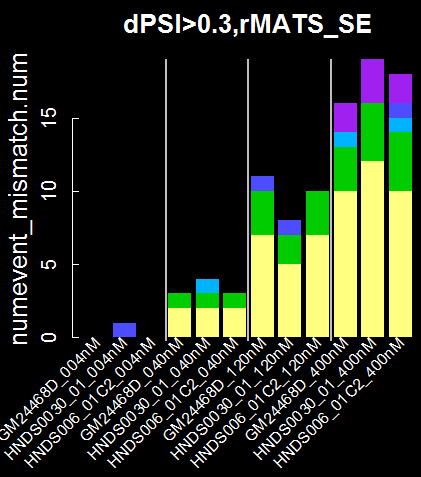 dPSI>0.3,rMATS_SE
numevent_mismatch.num
15
10
5
0
GM24468D_004nM
HNDS0030_01_004nM
HNDS006_01C2_004nM
GM24468D_040nM
HNDS0030_01_040nM
HNDS006_01C2_040nM
GM24468D_120nM
HNDS0030_01_120nM
HNDS006_01C2_120nM
GM24468D_400nM
HNDS0030_01_400nM
HNDS006_01C2_400nM